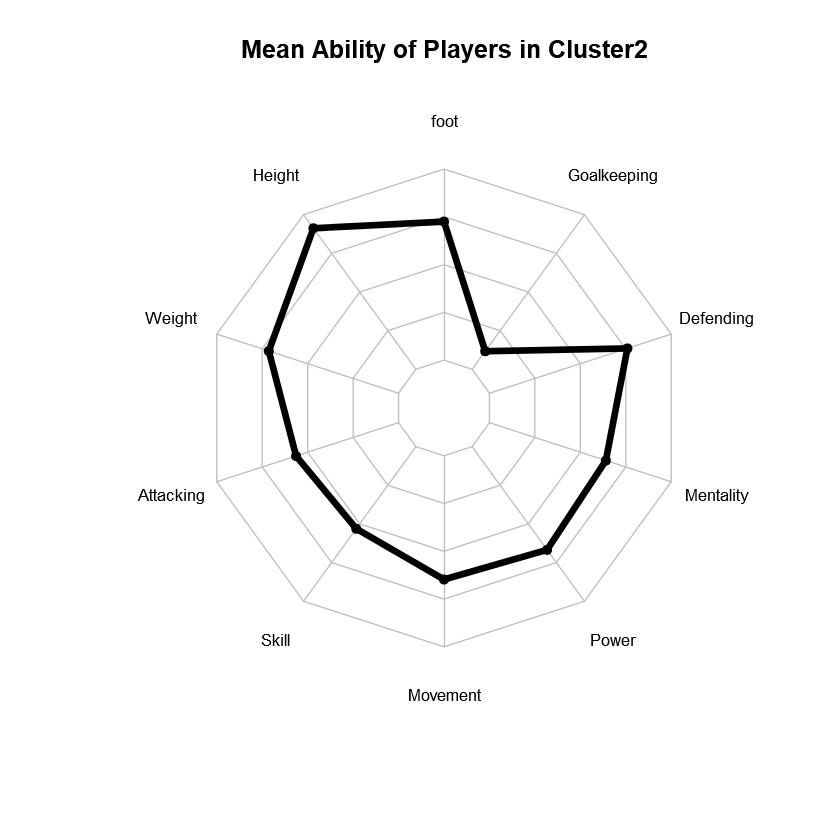 Mean Ability of Players in Cluster2
foot
Height
Goalkeeping
Weight
Defending
Attacking
Mentality
Skill
Power
Movement